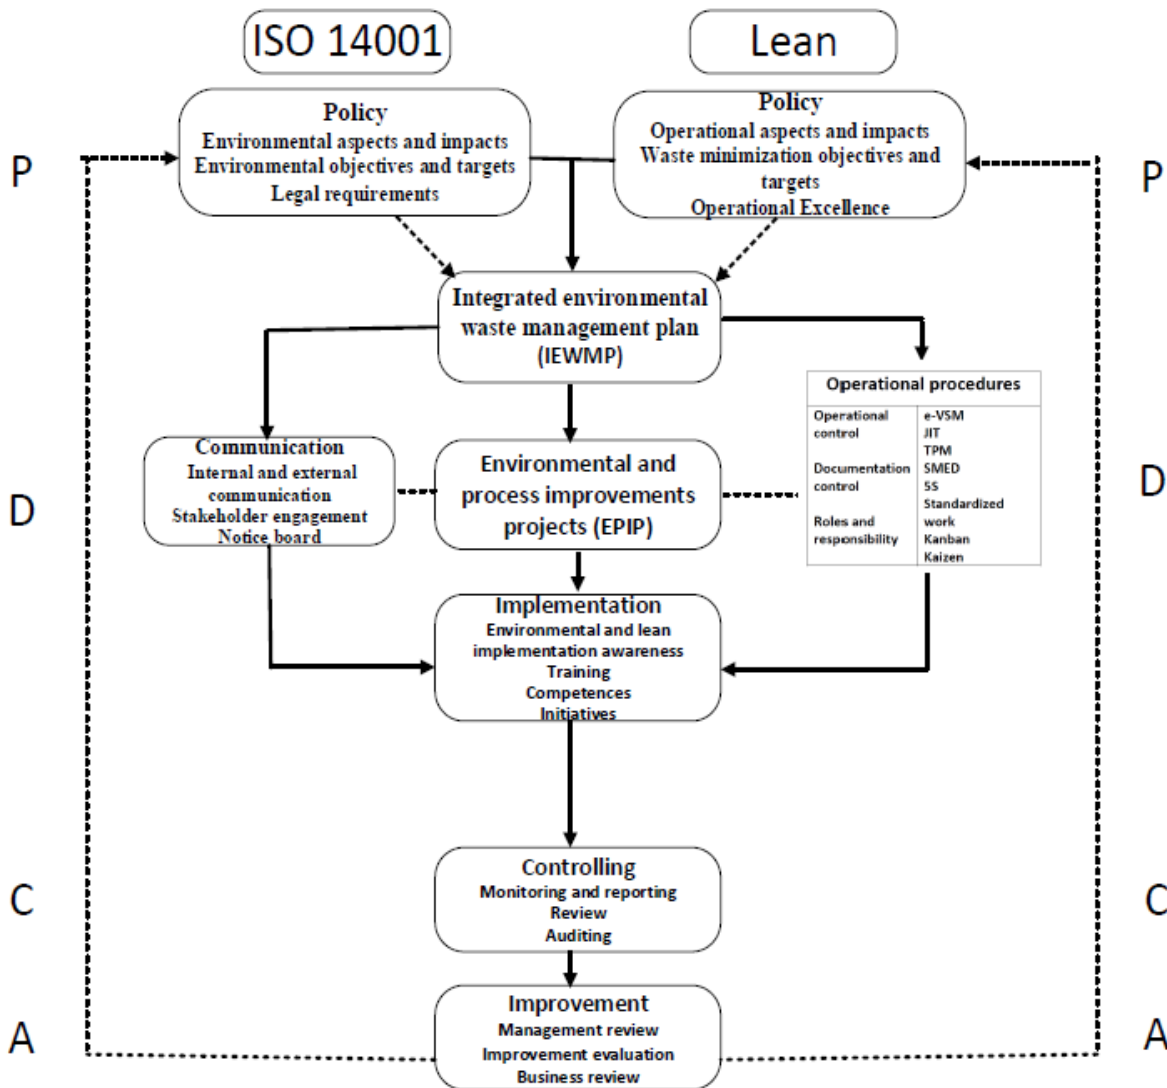 ISO 14001
Lean
Policy
Environmental aspects and impacts
Environmental objectives and targets
Legal requirements
Policy
Operational aspects and impacts
Waste minimization objectives and
targets
Operational Excellence
P
P
Integrated environmental
waste management plan
(IEWMP)
Communication
Internal and external
communication
Stakeholder engagement
Notice board
Environmental and
process improvements
projects (EPIP)
Operational procedures
Operational
control
Documentation
control
Roles and
responsibility
e-VSM
JIT
TPM
SMED
5S
Standardized
work
Kanban
Kaizen
D
D
Implementation
Environmental and lean
implementation awareness
Training
Competences
Initiatives
Controlling
Monitoring and reporting
Review
Auditing
C
C
Improvement
Management review
Improvement evaluation
Business review
A
A